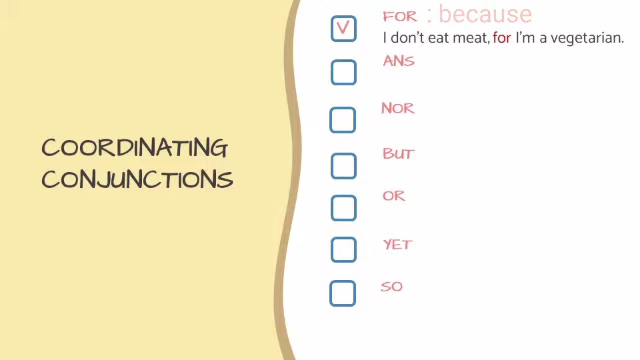 COORDINATING
CONJUNCTIONS
V
FOR : because
I don't eat meat, for I'm a vegetarian.
ANS
NOR
BUT
OR
YET
SO